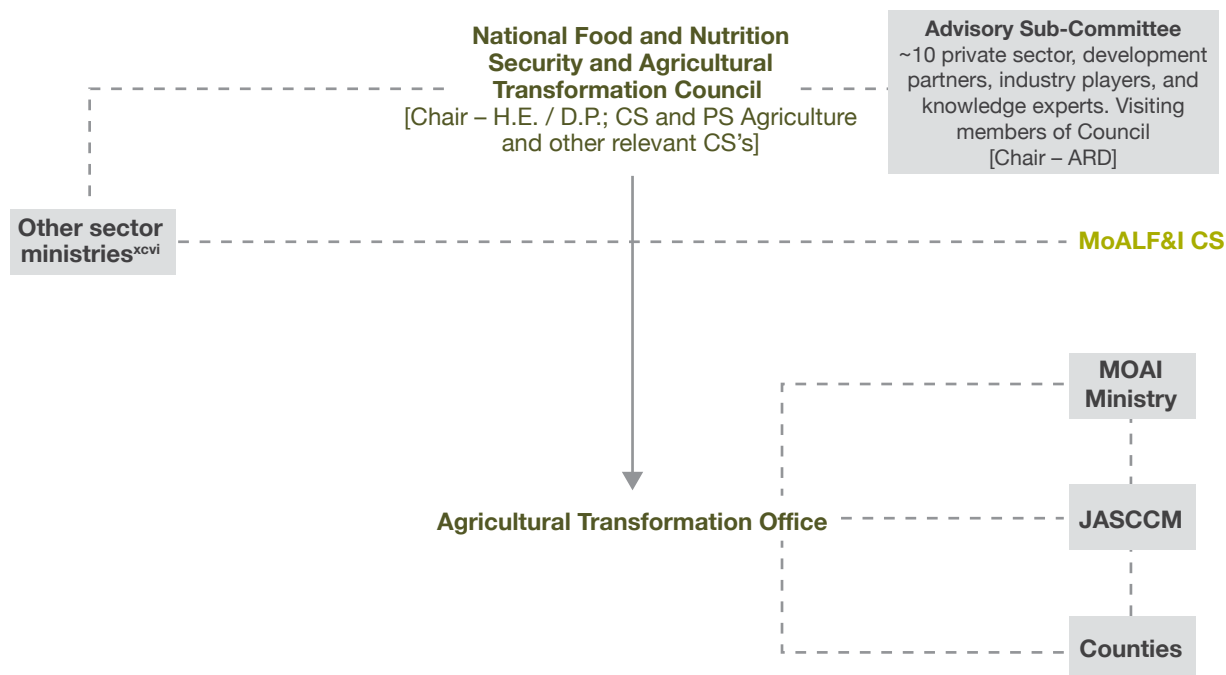 National Food and Nutrition
Security and Agricultural
Transformation Council
[Chair – H.E. / D.P.; CS and PS Agriculture
and other relevant CS's]
Advisory Sub-Committee
~10 private sector, development
partners, industry players, and
knowledge experts. Visiting
members of Council
[Chair – ARD]
Other sector
ministriesxcvi
MoALF&I CS
MOAI
Ministry
Agricultural Transformation Office
JASCCM
Counties